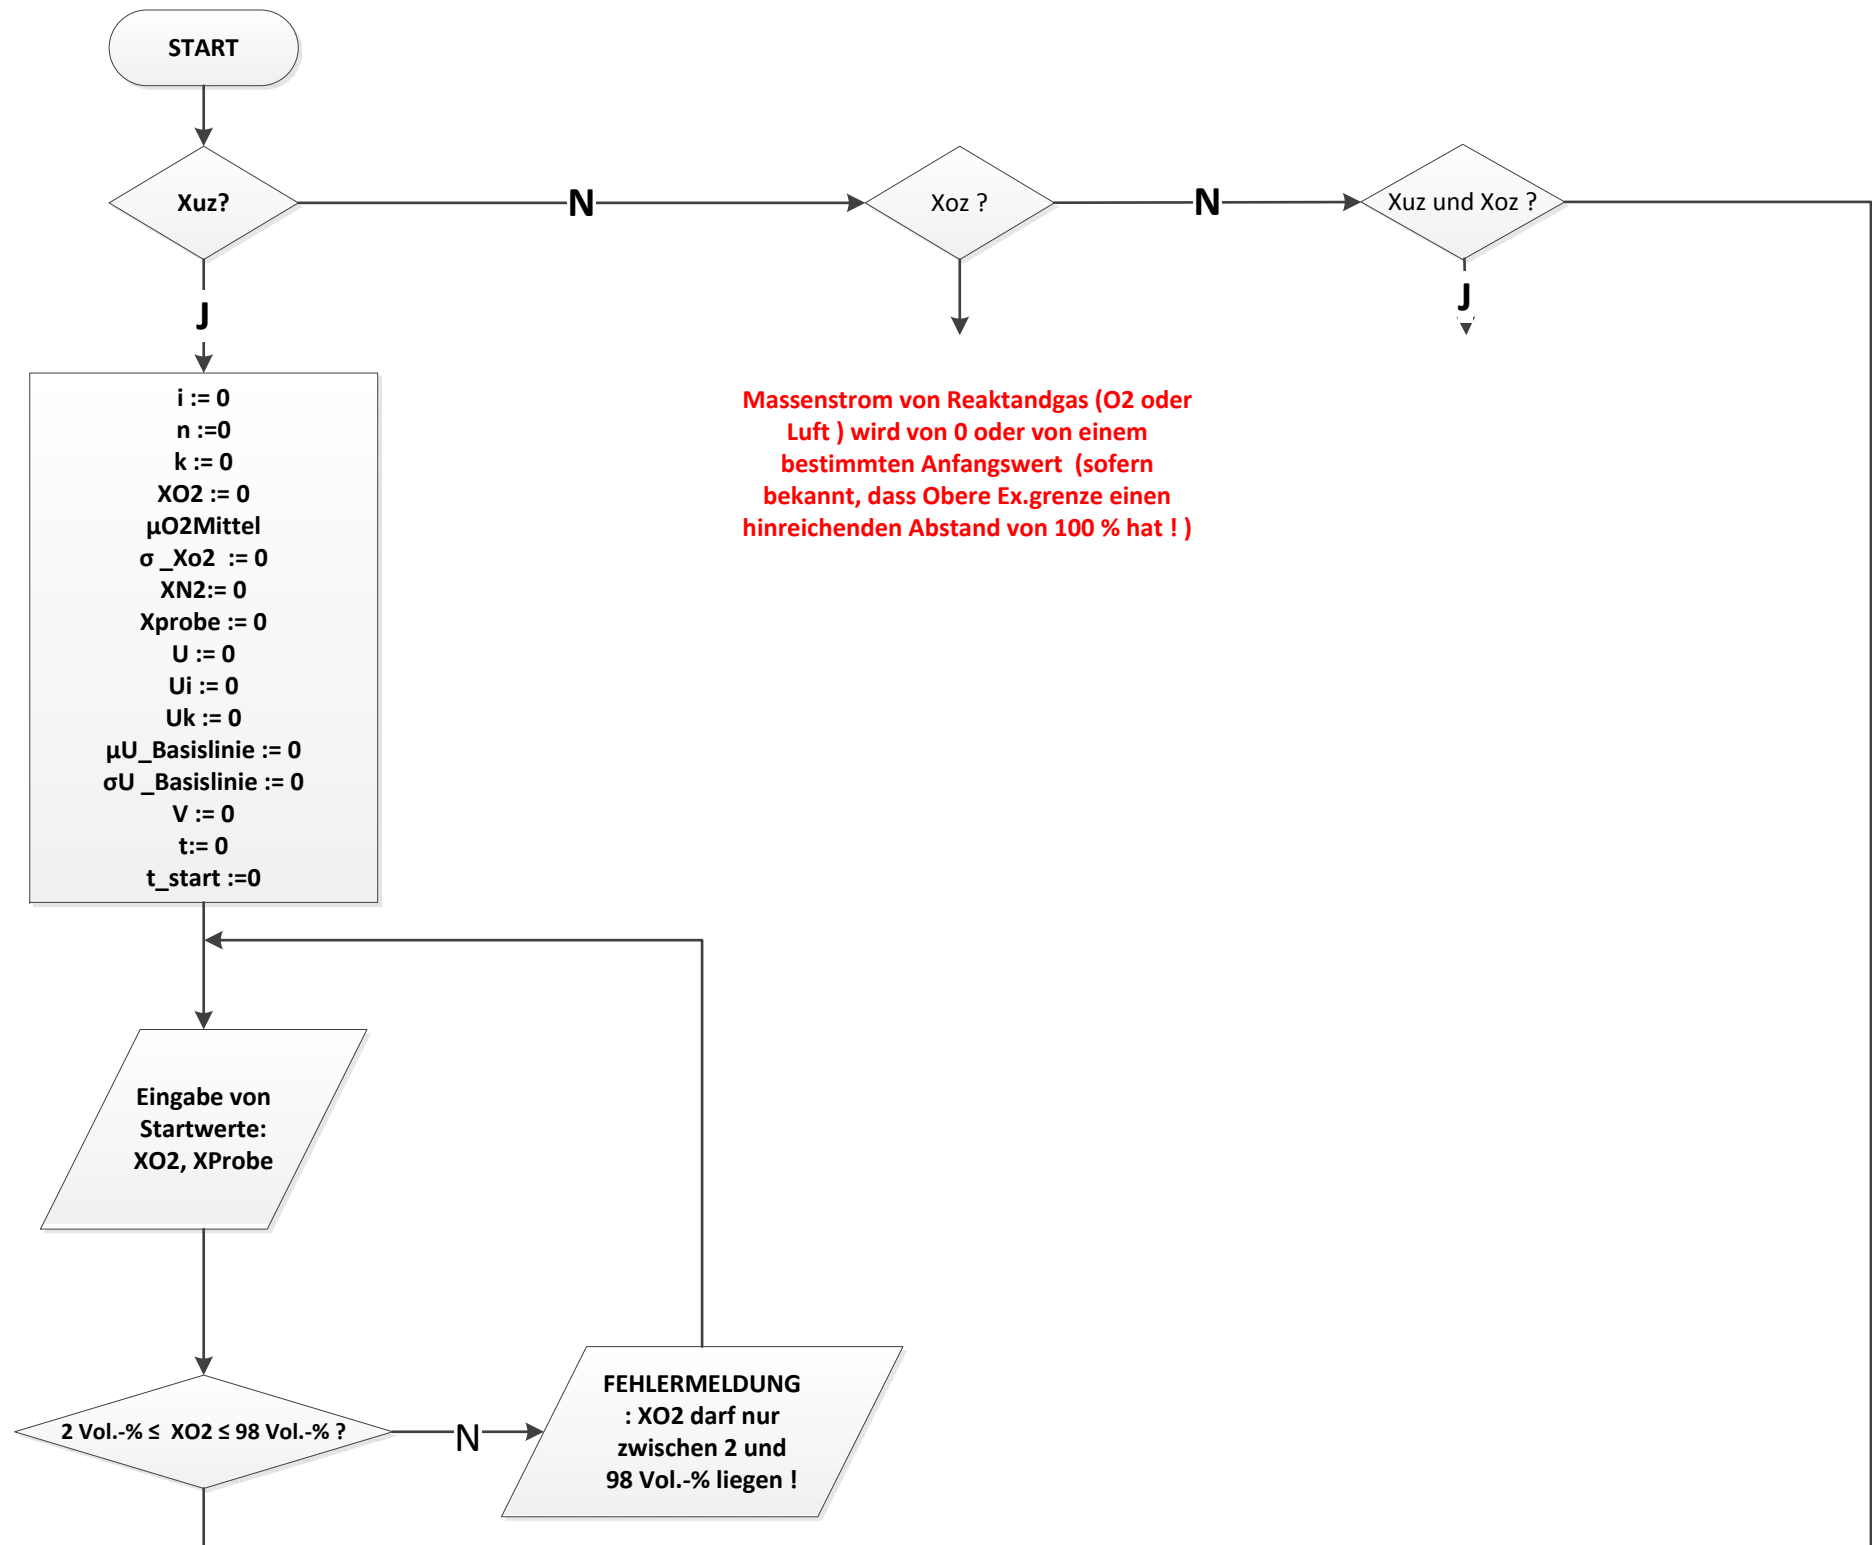 START
Xuz?
N
Xoz ?
N
Xuz und Xoz ?
J
J
i := 0
n :=0
k := 0
XO2 := 0
µO2Mittel
σ _Xo2  := 0
XN2:= 0
Xprobe := 0
U := 0
Ui := 0
Uk := 0
µU_Basislinie := 0
σU _Basislinie := 0
V := 0
t:= 0
t_start :=0
Massenstrom von Reaktandgas (O2 oder
Luft ) wird von 0 oder von einem
bestimmten Anfangswert  (sofern
bekannt, dass Obere Ex.grenze einen
hinreichenden Abstand von 100 % hat ! )
Eingabe von
Startwerte:
XO2, XProbe
2 Vol.-% ≤  XO2 ≤ 98 Vol.-% ?
N
FEHLERMELDUNG
: XO2 darf nur
zwischen 2 und
98 Vol.-% liegen !